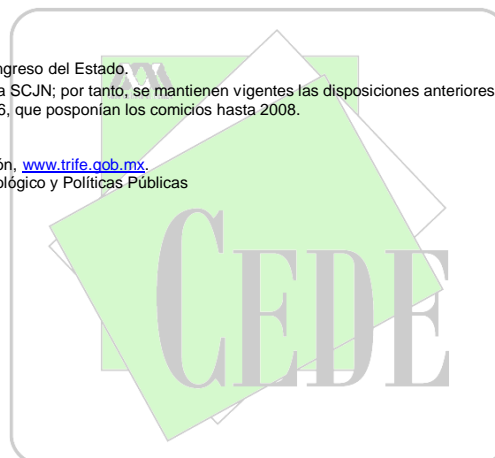 ngreso del Estado.
a SCJN; por tanto, se mantienen vigentes las disposiciones anteriores
6, que posponían los comicios hasta 2008.
ón, www.trife.gob.mx.
ológico y Políticas Públicas
CEDE